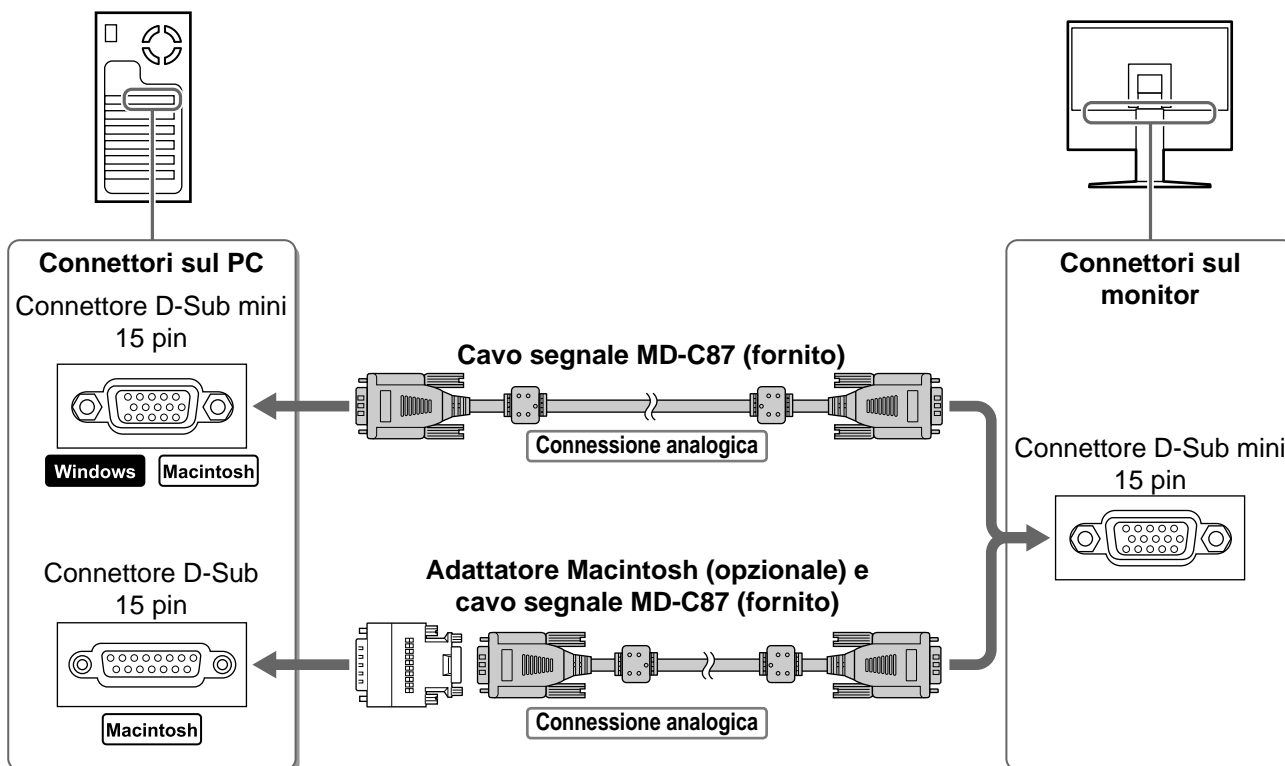 Connettori sul PC
Connettore D-Sub mini
15 pin
Windows
Macintosh
Connettore D-Sub
15 pin
Macintosh
Cavo segnale MD-C87 (fornito)
Connessione analogica
Adattatore Macintosh (opzionale) e
cavo segnale MD-C87 (fornito)
Connessione analogica
Connettori sul
monitor
Connettore D-Sub mini
15 pin